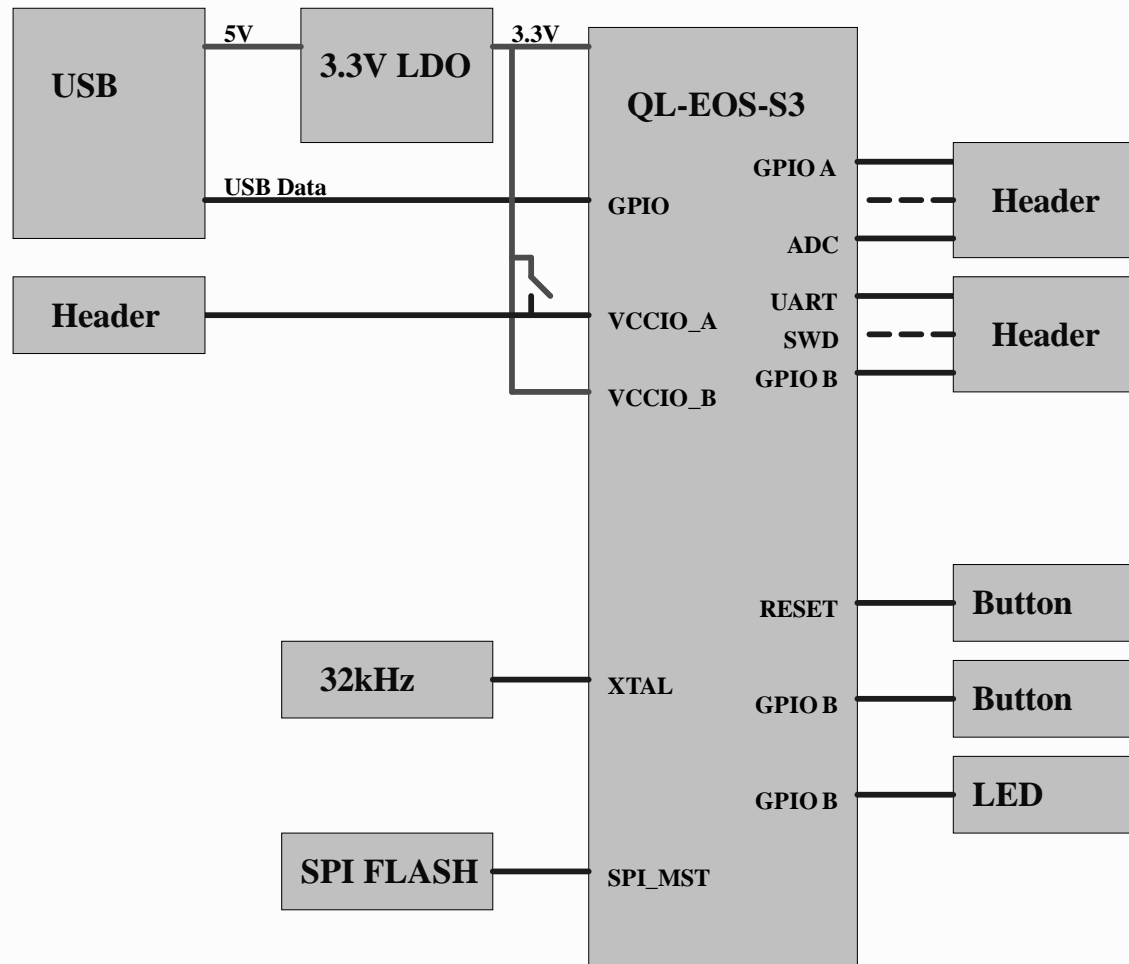 5V
3.3V
USB
3.3V LDO
QL-EOS-S3
GPIO A
USB Data
GPIO
Header
ADC
Header
VCCIO_A
UART
SWD
Header
VCCIO_B
GPIO B
RESET
Button
32kHz
XTAL
GPIO B
Button
GPIO B
LED
SPI FLASH
SPI_MST